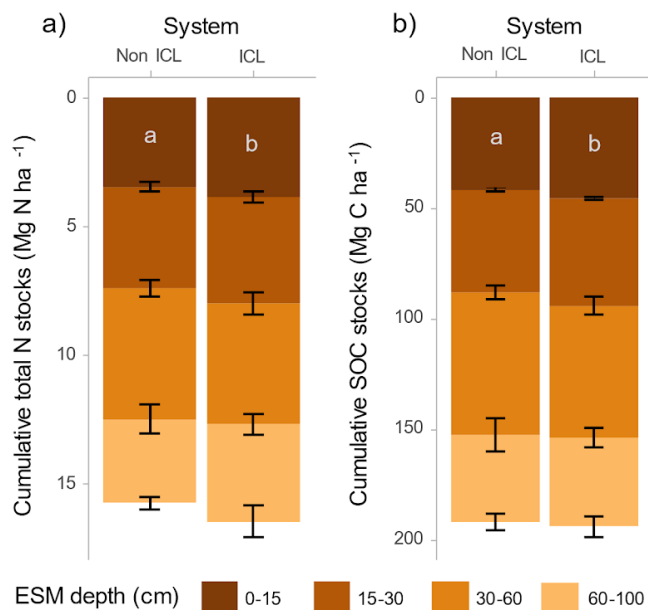 a)
System
Non ICL
ICL
Cumulative total N stocks (Mg N ha ⁻¹)
0
5
10
15
a
b
b)
System
Non ICL
ICL
Cumulative SOC stocks (Mg C ha ⁻¹)
0
50
100
150
200
a
b
ESM depth (cm)
0-15
15-30
30-60
60-100